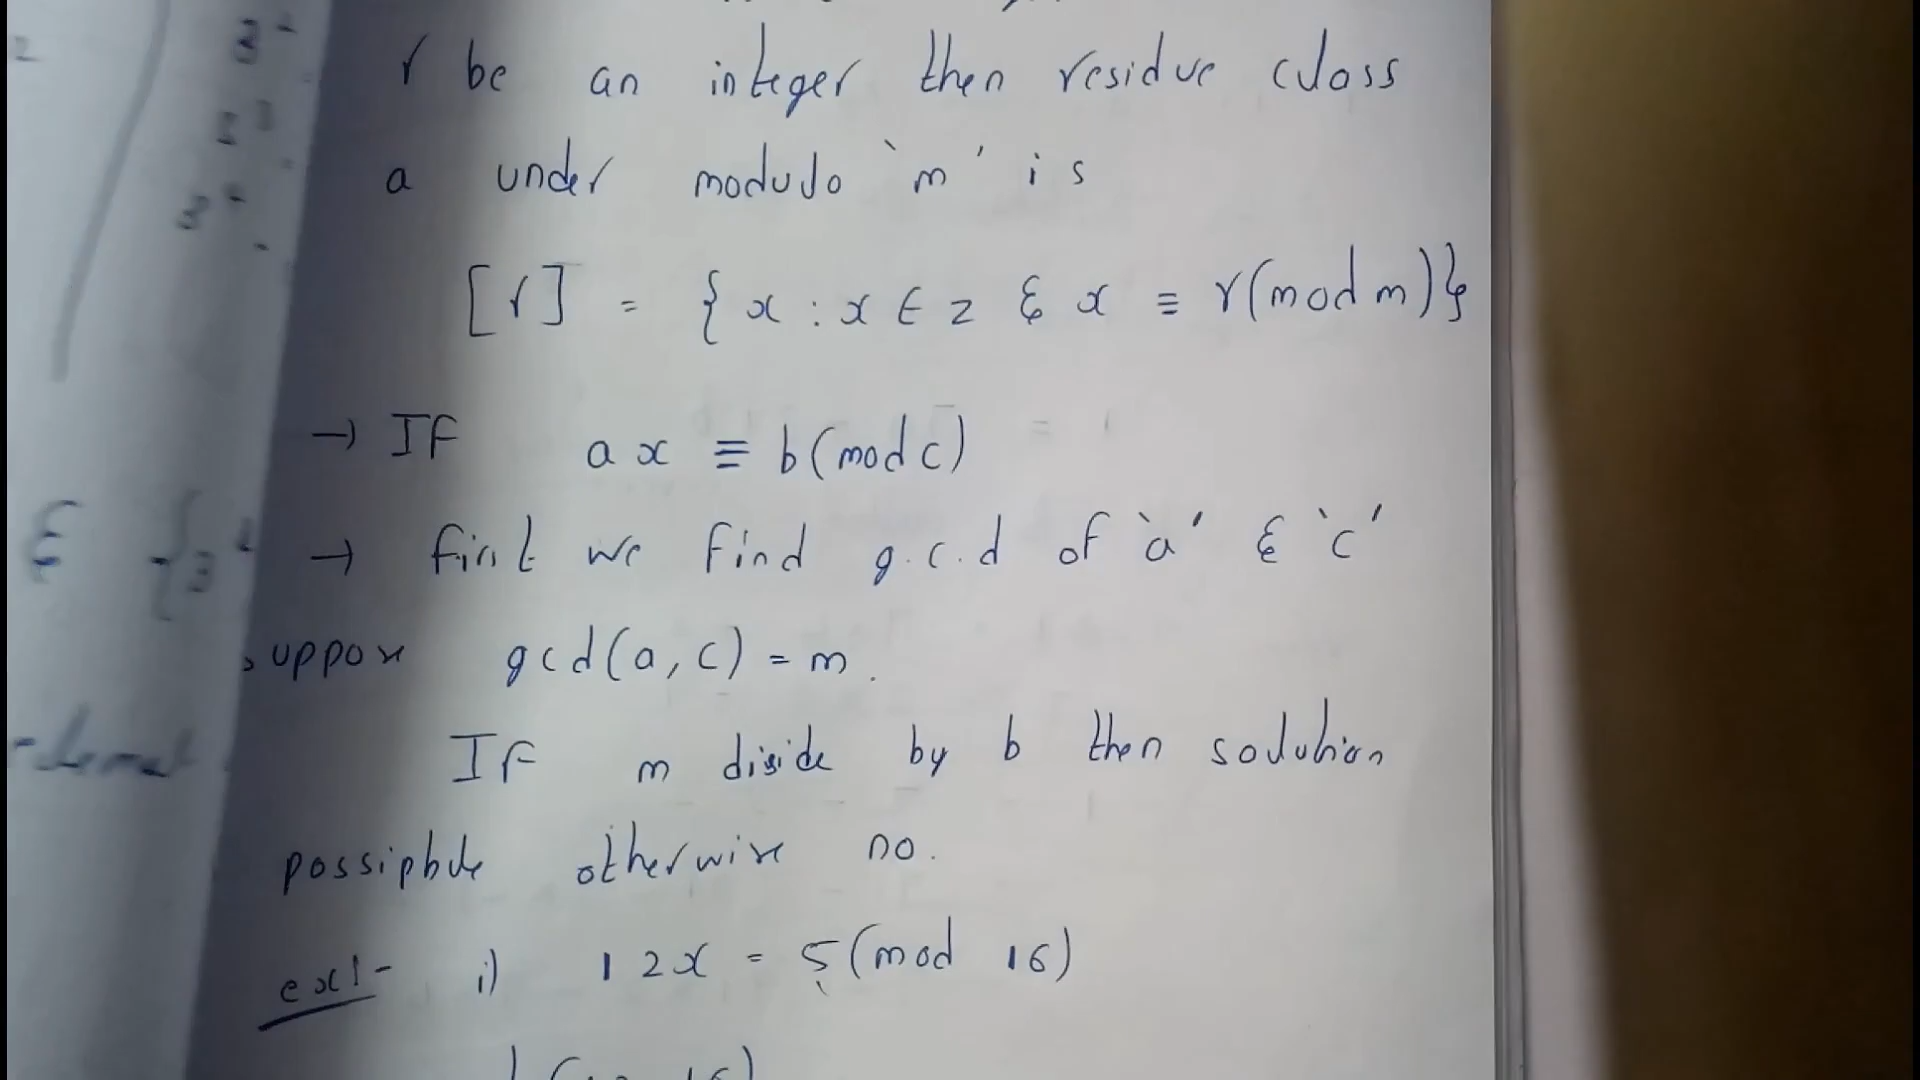 r be an integer then residue class
a under modulo 'm' is
[r] = { x : x ∈ z & x ≡ r(mod m)}
→ If ax ≡ b(mod c)
→ first we find g.c.d of 'a' & 'c'
suppose gcd(a, c) = m.
If m divide by b then solution
possipble otherwise no.
ex:- i) 12x = 5(mod 16)